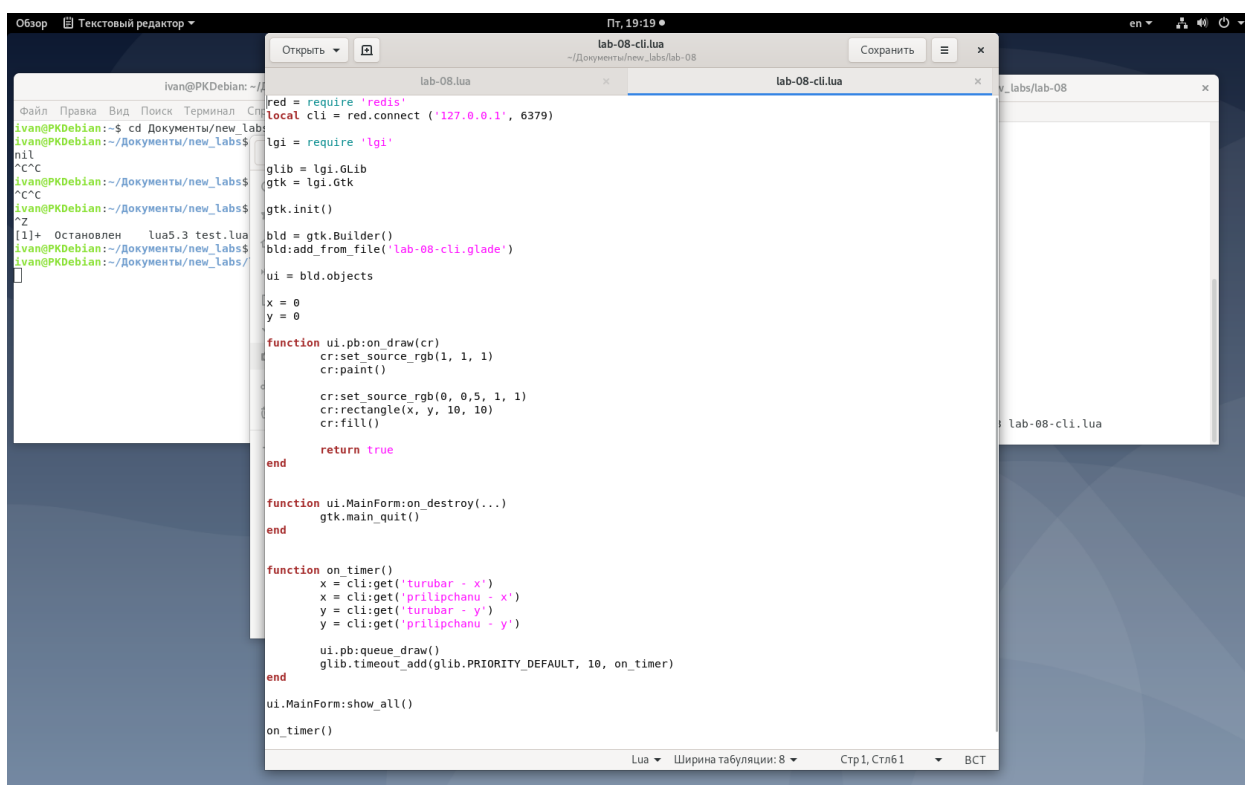 Обзор Текстовый редактор Пт, 19:19 en
Открыть lab-08-cli.lua Сохранить
~/Документы/new_labs/lab-08
lab-08.lua lab-08-cli.lua
ivan@PKDebian: ~/Д
Файл Правка Вид Поиск Терминал Спр
ivan@PKDebian:~$ cd Документы/new_labs
ivan@PKDebian:~/Документы/new_labs$
nil
^C^C
ivan@PKDebian:~/Документы/new_labs$
^C^C
ivan@PKDebian:~/Документы/new_labs$
^Z
[1]+ Остановлен lua5.3 test.lua
ivan@PKDebian:~/Документы/new_labs$
ivan@PKDebian:~/Документы/new_labs/
red = require 'redis'
local cli = red.connect ('127.0.0.1', 6379)
lgi = require 'lgi'
glib = lgi.GLib
gtk = lgi.Gtk
gtk.init()
bld = gtk.Builder()
bld:add_from_file('lab-08-cli.glade')
ui = bld.objects
x = 0
y = 0
function ui.pb:on_draw(cr)
cr:set_source_rgb(1, 1, 1)
cr:paint()
cr:set_source_rgb(0, 0,5, 1, 1)
cr:rectangle(x, y, 10, 10)
cr:fill()
return true
end
function ui.MainForm:on_destroy(...)
gtk.main_quit()
end
function on_timer()
x = cli:get('turubar - x')
x = cli:get('prilipchanu - x')
y = cli:get('turubar - y')
y = cli:get('prilipchanu - y')
ui.pb:queue_draw()
glib.timeout_add(glib.PRIORITY_DEFAULT, 10, on_timer)
end
ui.MainForm:show_all()
on_timer()
Lua Ширина табуляции: 8 Стр 1, Стлб 1 ВСТ
v_labs/lab-08
lab-08-cli.lua